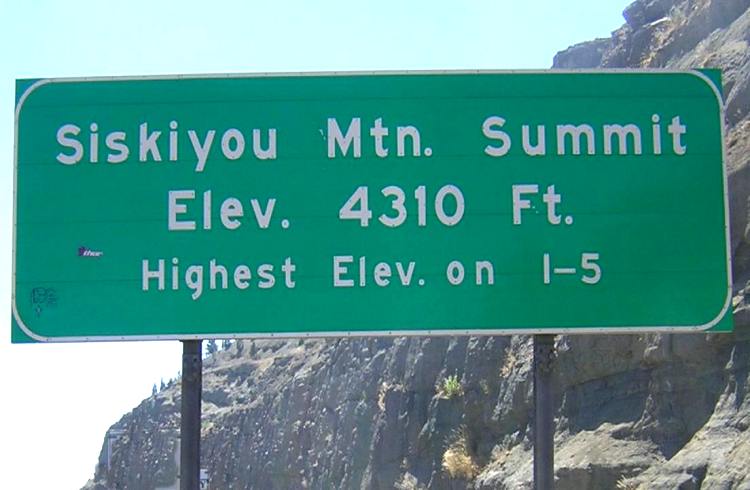 Siskiyou Mtn. Summit
Elev. 4310 Ft.
Highest Elev. on I-5